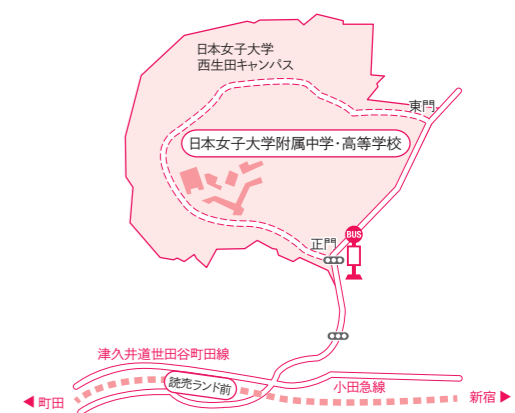 日本女子大学
西生田キャンパス
東門
日本女子大学附属中学・高等学校
BUS
正門
津久井道世田谷町田線
読売ランド前
小田急線
町田
新宿